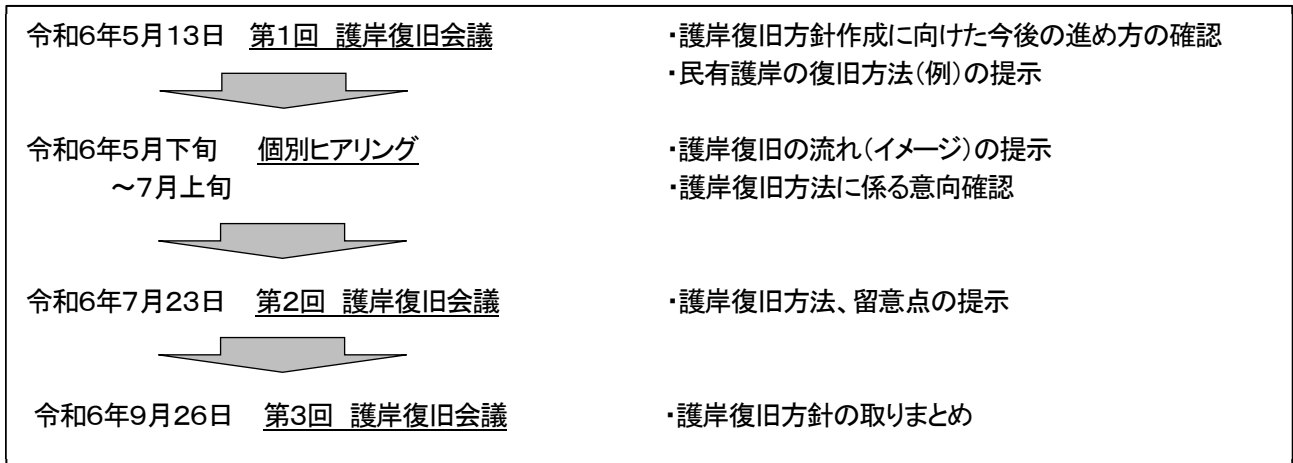 令和6年5月13日　第1回　護岸復旧会議　・護岸復旧方針作成に向けた今後の進め方の確認
・民有護岸の復旧方法（例）の提示
令和6年5月下旬　個別ヒアリング　・護岸復旧の流れ（イメージ）の提示
～7月上旬　・護岸復旧方法に係る意向確認
令和6年7月23日　第2回　護岸復旧会議　・護岸復旧方法、留意点の提示
令和6年9月26日　第3回　護岸復旧会議　・護岸復旧方針の取りまとめ